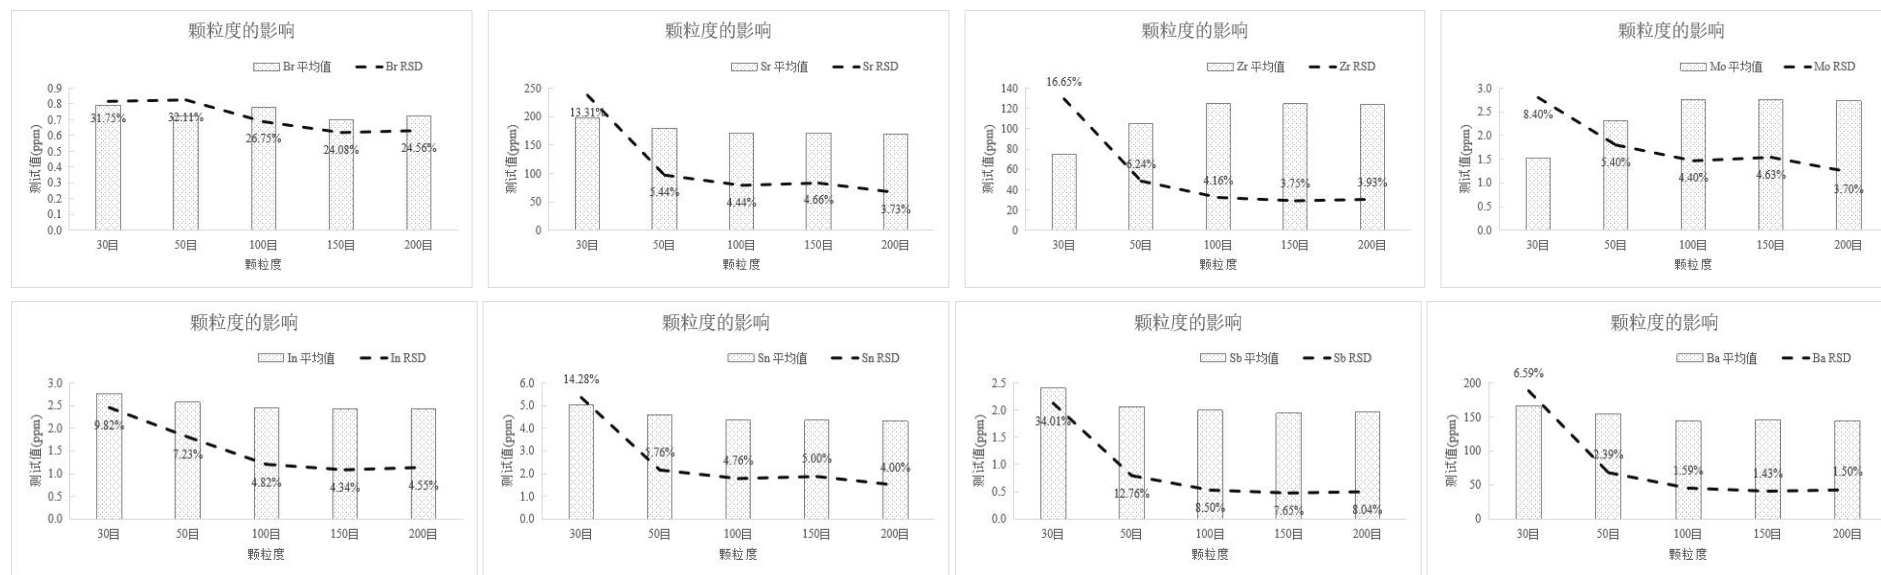 颗粒度的影响
Br 平均值 Br RSD
0.9
0.8
0.7
0.6
0.5
0.4
0.3
0.2
0.1
0.0
测试值(ppm)
31.75% 32.11% 26.75% 24.08% 24.56%
30目 50目 100目 150目 200目
颗粒度
颗粒度的影响
Sr 平均值 Sr RSD
250
200
150
100
50
0
测试值(ppm)
13.31% 5.44% 4.44% 4.66% 3.73%
30目 50目 100目 150目 200目
颗粒度
颗粒度的影响
Zr 平均值 Zr RSD
140
120
100
80
60
40
20
0
测试值(ppm)
16.65% 6.24% 4.16% 3.75% 3.93%
30目 50目 100目 150目 200目
颗粒度
颗粒度的影响
Mo 平均值 Mo RSD
3.0
2.5
2.0
1.5
1.0
0.5
0.0
测试值(ppm)
8.40% 5.40% 4.40% 4.63% 3.70%
30目 50目 100目 150目 200目
颗粒度
颗粒度的影响
In 平均值 In RSD
3.0
2.5
2.0
1.5
1.0
0.5
0.0
测试值(ppm)
9.82% 7.23% 4.82% 4.34% 4.55%
30目 50目 100目 150目 200目
颗粒度
颗粒度的影响
Sn 平均值 Sn RSD
6.0
5.0
4.0
3.0
2.0
1.0
0.0
测试值(ppm)
14.28% 5.76% 4.76% 5.00% 4.00%
30目 50目 100目 150目 200目
颗粒度
颗粒度的影响
Sb 平均值 Sb RSD
2.5
2.0
1.5
1.0
0.5
0.0
测试值(ppm)
34.01% 12.76% 8.50% 7.65% 8.04%
30目 50目 100目 150目 200目
颗粒度
颗粒度的影响
Ba 平均值 Ba RSD
200
150
100
50
0
测试值(ppm)
6.59% 2.39% 1.59% 1.43% 1.50%
30目 50目 100目 150目 200目
颗粒度